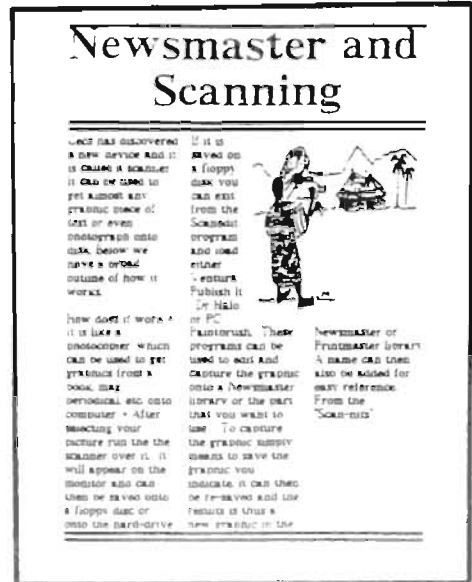 Newsmaster and
Scanning
has discovered
a new device and it
is called a scanner
it can be used to
get almost any
graphic piece of
text or even
photograph onto
disk, below we
have a broad
outline of how it
works.
How does it work ?
it is like a
photocopier which
can be used to get
graphics from a
book, mag
periodical etc onto
computer . After
selecting your
picture run the the
scanner over it. it
will appear on the
monitor and can
then be saved onto
a floppy disc or
onto the hard-drive
If it is
saved on
a floppy
disk you
can exit
from the
Scanedit
program
and load
either
Ventura
Publish It
Dr Halo
or PC
Paintbrush. These
programs can be
used to edit and
capture the graphic
onto a Newsmaster
library or the part
that you want to
use. To capture
the graphic simply
means to save the
graphic you
indicate. it can then
be re-saved and the
results is thus a
new graphic in the
Newsmaster or
Printmaster library
A name can then
also be added for
easy reference.
From the
"Scan-nits"